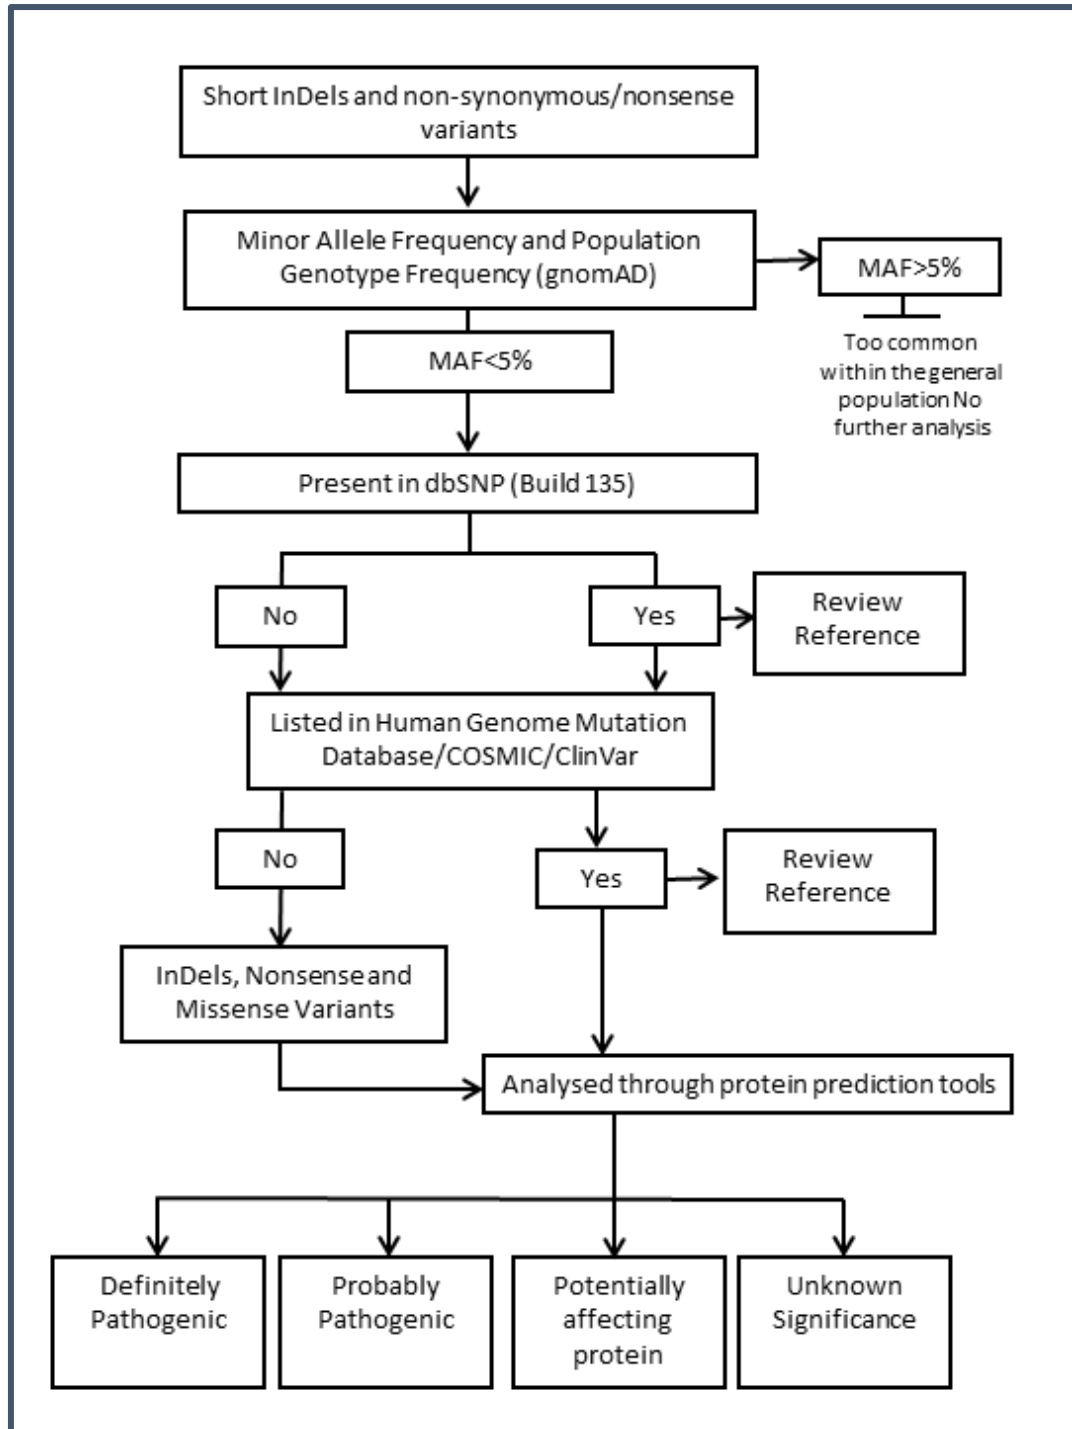 Short InDels and non-synonymous/nonsense
variants
Minor Allele Frequency and Population
Genotype Frequency (gnomAD)
MAF>5%
Too common
within the general
population No
further analysis
MAF<5%
Present in dbSNP (Build 135)
No
Yes
Review
Reference
Listed in Human Genome Mutation
Database/COSMIC/ClinVar
No
Yes
Review
Reference
InDels, Nonsense and
Missense Variants
Analysed through protein prediction tools
Definitely
Pathogenic
Probably
Pathogenic
Potentially
affecting
protein
Unknown
Significance